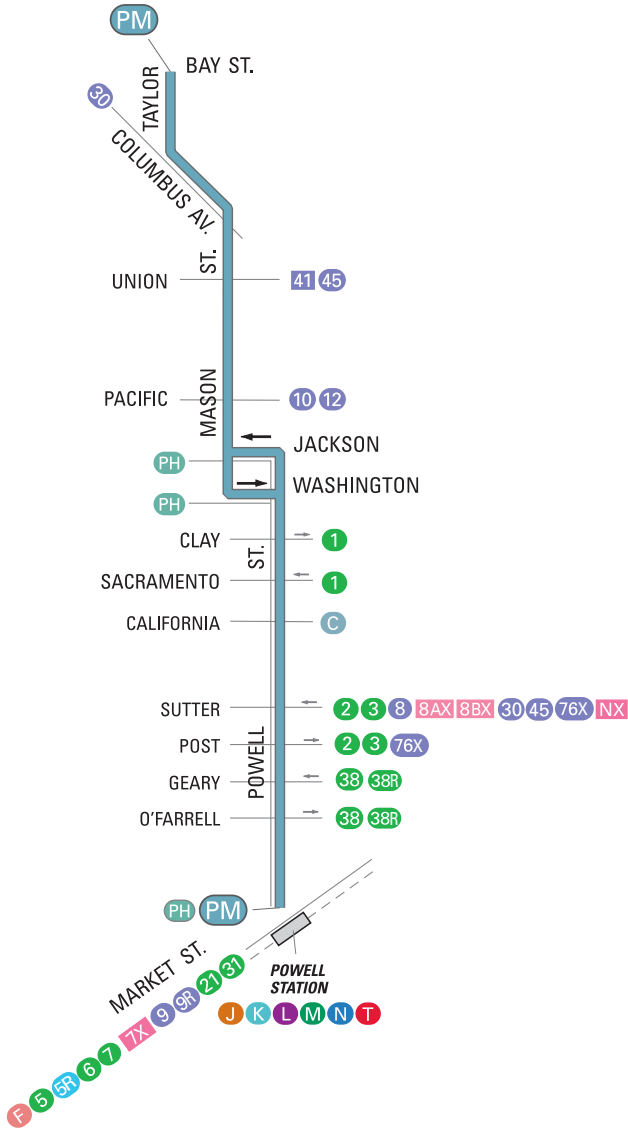 PM
BAY ST.
TAYLOR
30
COLUMBUS AV.
ST.
UNION
41 45
MASON
PACIFIC
10 12
JACKSON
PH
WASHINGTON
PH
CLAY
1
ST.
SACRAMENTO
1
CALIFORNIA
C
SUTTER
2 3 8 8AX 8BX 30 45 76X NX
POWELL
POST
2 3 76X
GEARY
38 38R
O'FARRELL
38 38R
PH PM
MARKET ST.
POWELL
STATION
J K L M N T
F 5 5R 6 7 7X 9 9R 21 31